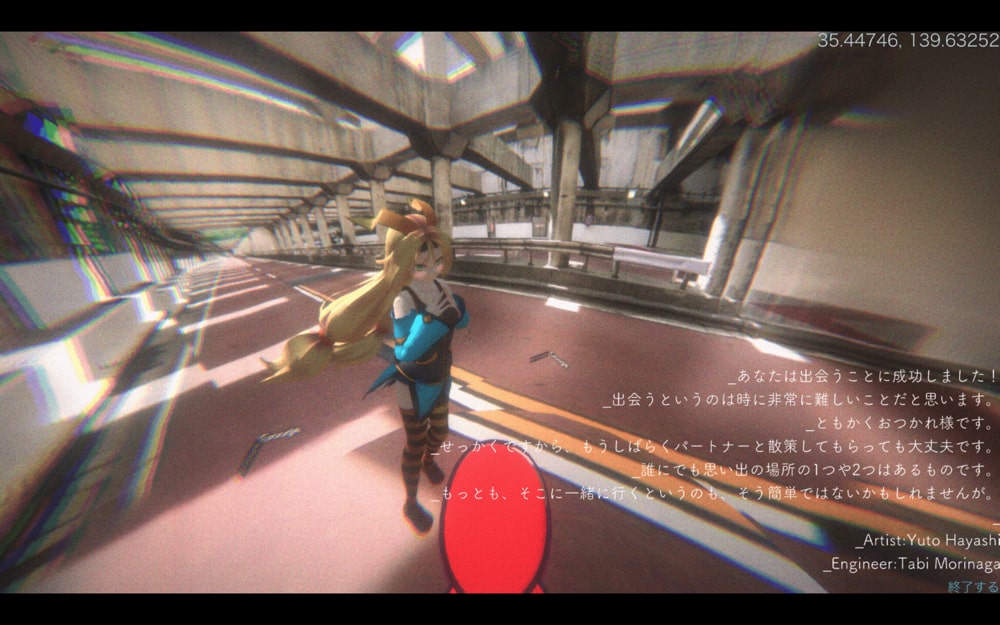 35.44746, 139.63252
_あなたは出会うことに成功しました！
_出会うというのは時に非常に難しいことだと思います。
_ともかくおつかれ様です。
_せっかくですから、もうしばらくパートナーと散策してもらっても大丈夫です。
_誰にでも思い出の場所の1つや2つはあるものです。
_もっとも、そこに一緒に行くというのも、そう簡単ではないかもしれませんが。
_
_Artist:Yuto Hayashi
_Engineer:Tabi Morinaga
終了する